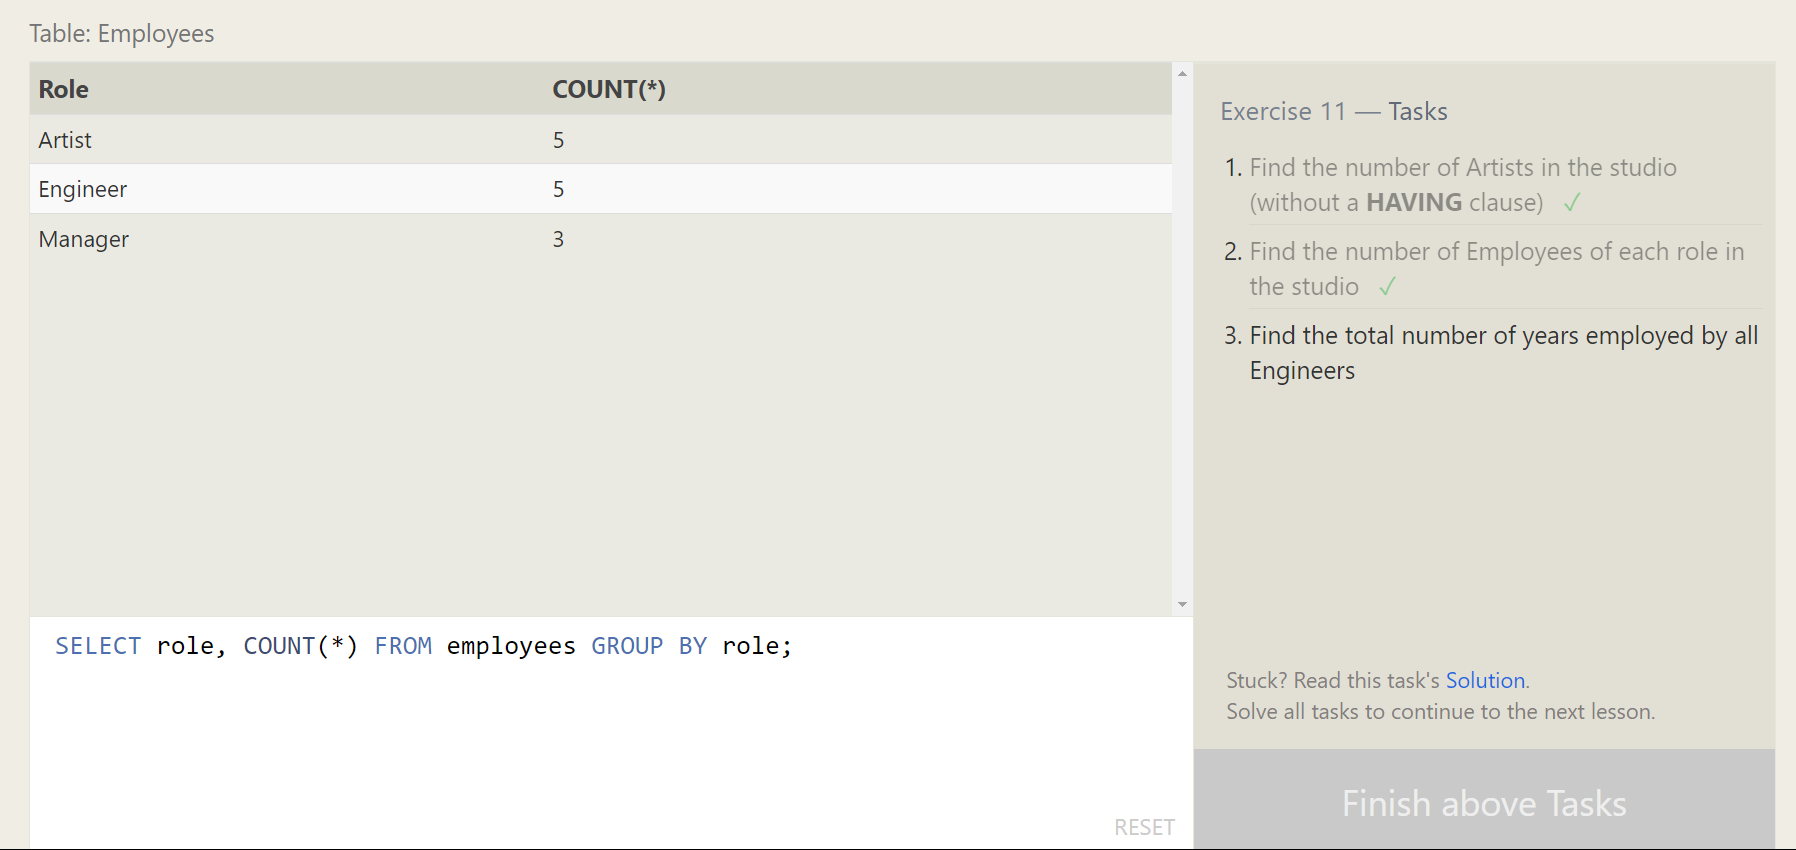 Table: Employees
Role COUNT(*)
Artist 5
Engineer 5
Manager 3
SELECT role, COUNT(*) FROM employees GROUP BY role;
RESET
Exercise 11 — Tasks
1. Find the number of Artists in the studio
(without a HAVING clause) ✓
2. Find the number of Employees of each role in
the studio ✓
3. Find the total number of years employed by all
Engineers
Stuck? Read this task's Solution.
Solve all tasks to continue to the next lesson.
Finish above Tasks